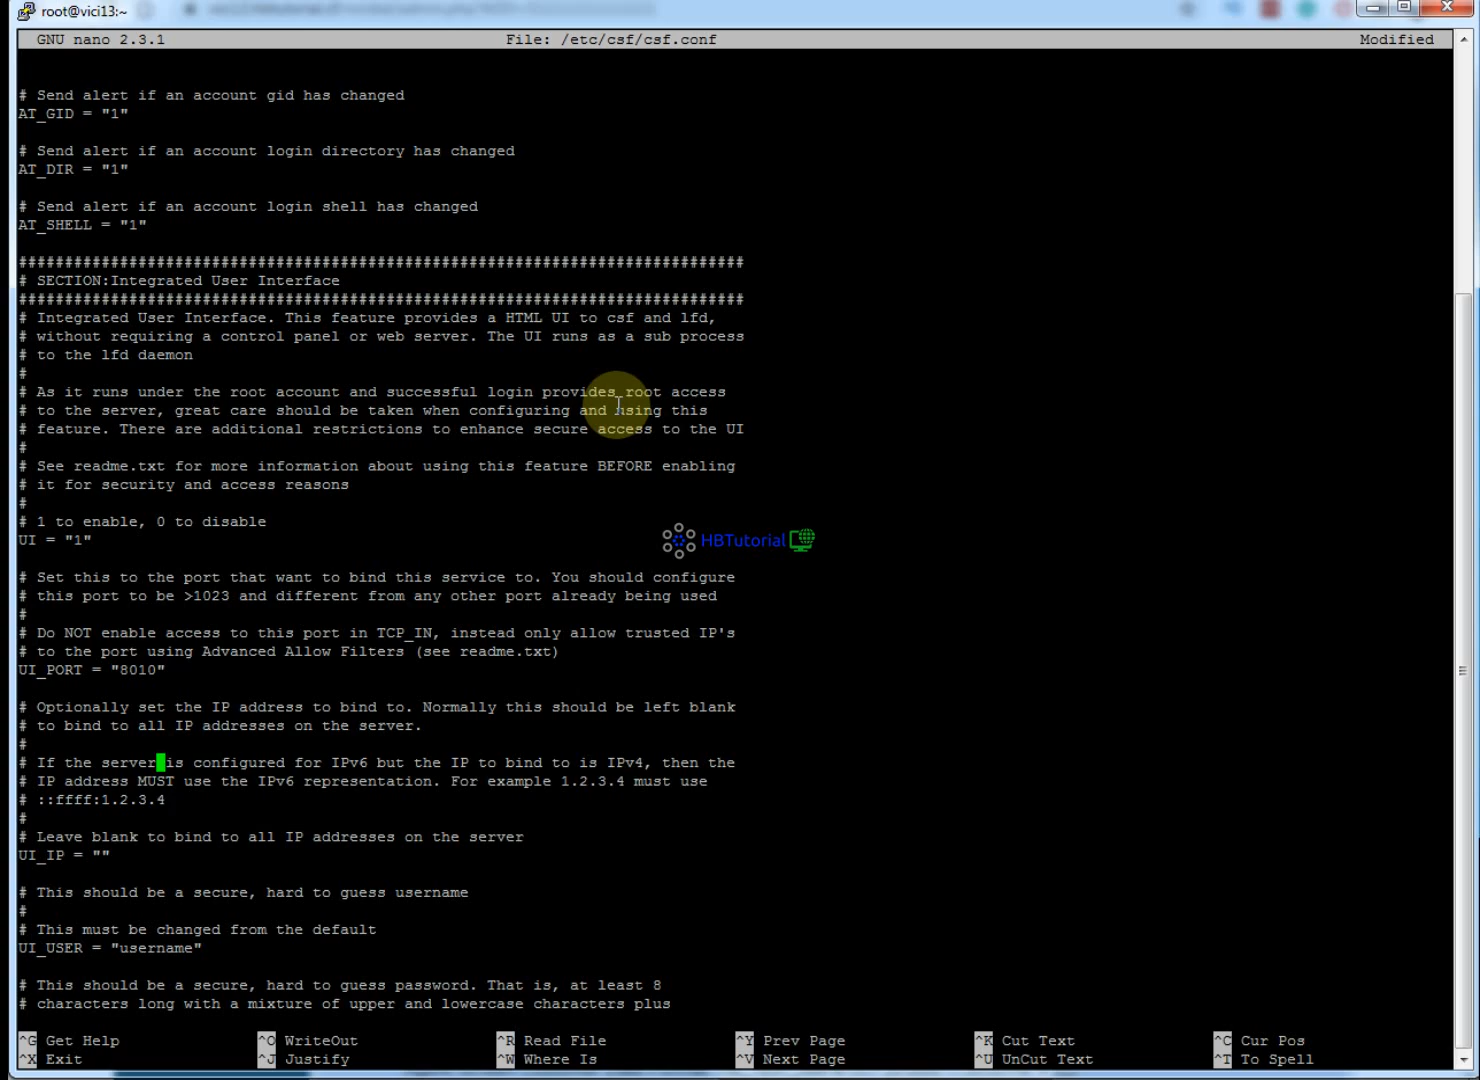 root@vici13:~
GNU nano 2.3.1 File: /etc/csf/csf.conf Modified
# Send alert if an account gid has changed
AT_GID = "1"
# Send alert if an account login directory has changed
AT_DIR = "1"
# Send alert if an account login shell has changed
AT_SHELL = "1"
###############################################################################
# SECTION:Integrated User Interface
###############################################################################
# Integrated User Interface. This feature provides a HTML UI to csf and lfd,
# without requiring a control panel or web server. The UI runs as a sub process
# to the lfd daemon
#
# As it runs under the root account and successful login provides root access
# to the server, great care should be taken when configuring and using this
# feature. There are additional restrictions to enhance secure access to the UI
#
# See readme.txt for more information about using this feature BEFORE enabling
# it for security and access reasons
#
# 1 to enable, 0 to disable
UI = "1"
HBTutorial
# Set this to the port that want to bind this service to. You should configure
# this port to be >1023 and different from any other port already being used
#
# Do NOT enable access to this port in TCP_IN, instead only allow trusted IP's
# to the port using Advanced Allow Filters (see readme.txt)
UI_PORT = "8010"
# Optionally set the IP address to bind to. Normally this should be left blank
# to bind to all IP addresses on the server.
#
# If the server is configured for IPv6 but the IP to bind to is IPv4, then the
# IP address MUST use the IPv6 representation. For example 1.2.3.4 must use
# ::ffff:1.2.3.4
#
# Leave blank to bind to all IP addresses on the server
UI_IP = ""
# This should be a secure, hard to guess username
#
# This must be changed from the default
UI_USER = "username"
# This should be a secure, hard to guess password. That is, at least 8
# characters long with a mixture of upper and lowercase characters plus
^G Get Help ^O WriteOut ^R Read File ^Y Prev Page ^K Cut Text ^C Cur Pos
^X Exit ^J Justify ^W Where Is ^V Next Page ^U UnCut Text ^T To Spell